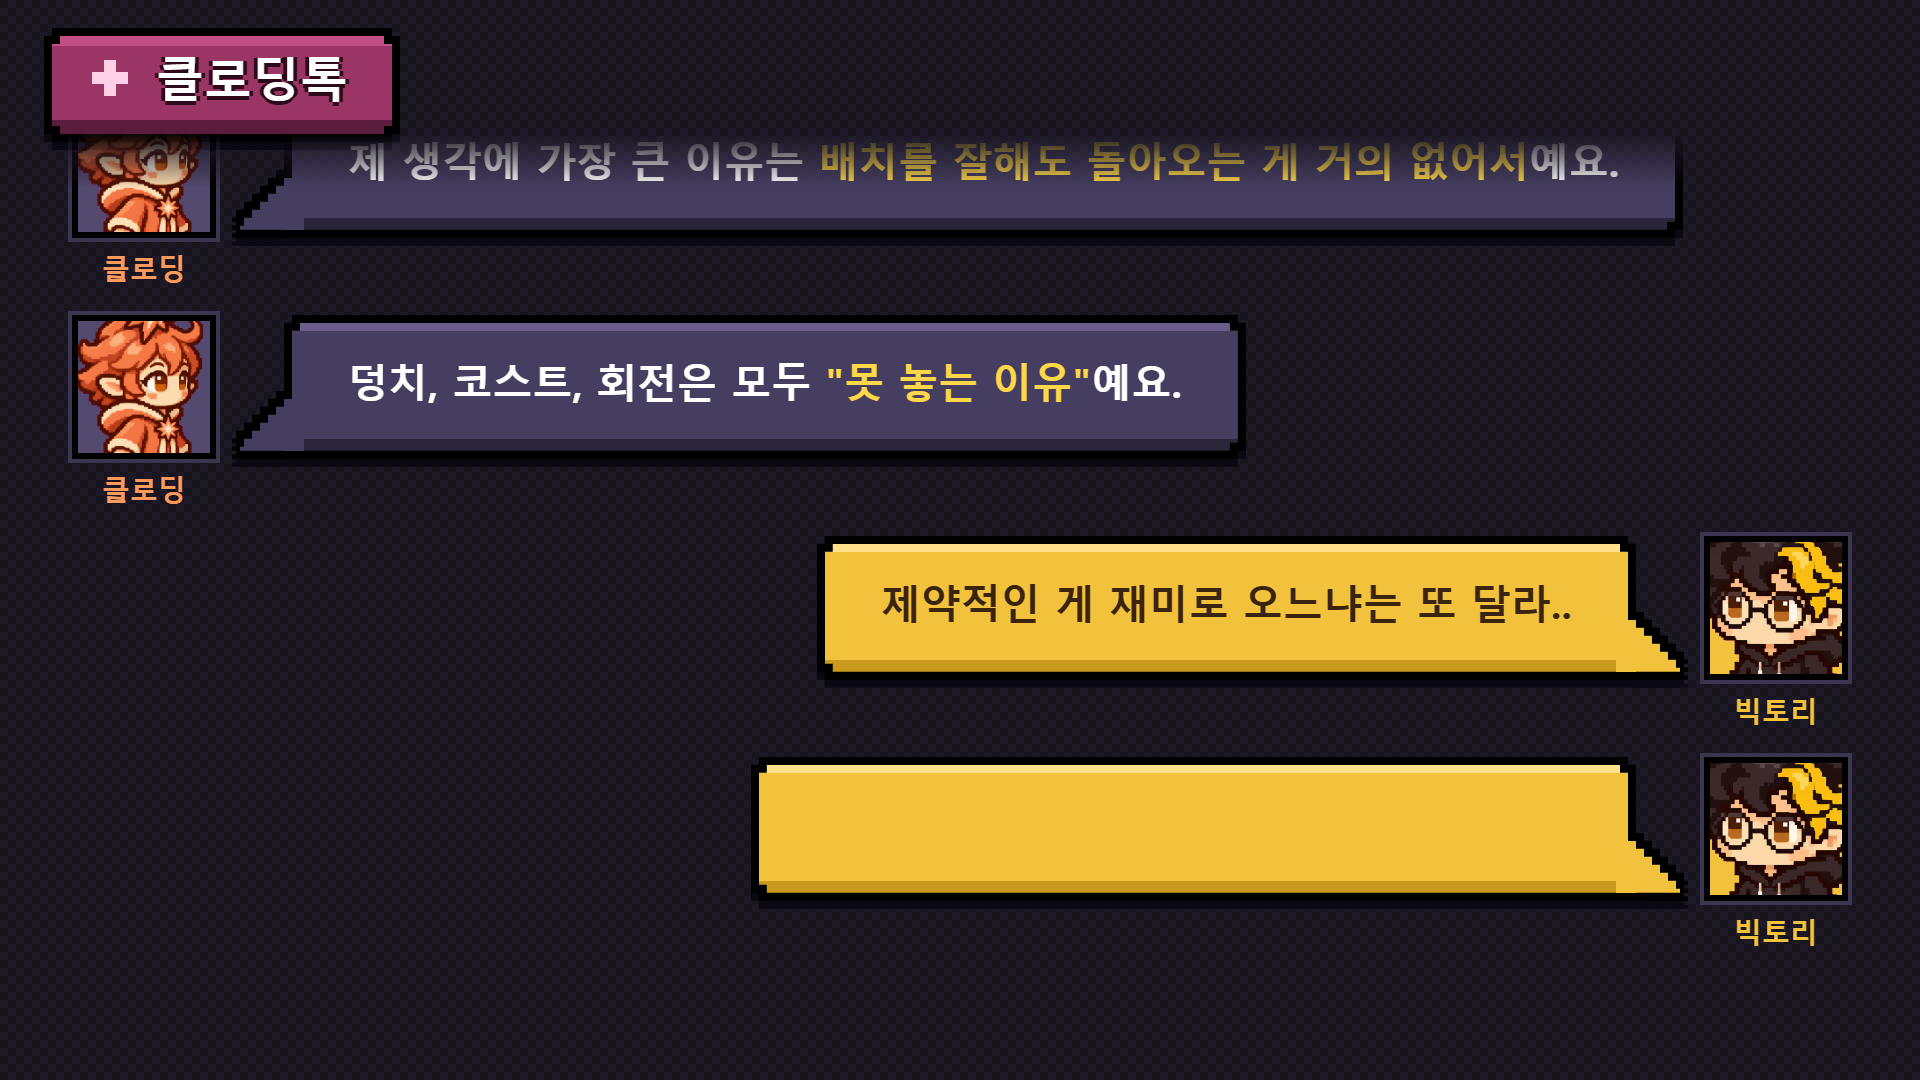 클로딩톡
제 생각에 가장 큰 이유는 배치를 잘해도 돌아오는 게 거의 없어서예요.
클로딩
덩치, 코스트, 회전은 모두 "못 놓는 이유"예요.
클로딩
제약적인 게 재미로 오느냐는 또 달라..
빅토리
빅토리